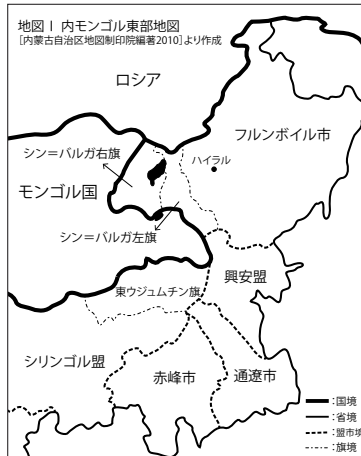 地図Ⅰ 内モンゴル東部地図
[内蒙古自治区地図制印院編著2010]より作成
ロシア
フルンボイル市
シン＝バルガ右旗
ハイラル
モンゴル国
シン＝バルガ左旗
興安盟
東ウジュムチン旗
シリンゴル盟
赤峰市
通遼市
:国境
:省境
:盟市境
:旗境